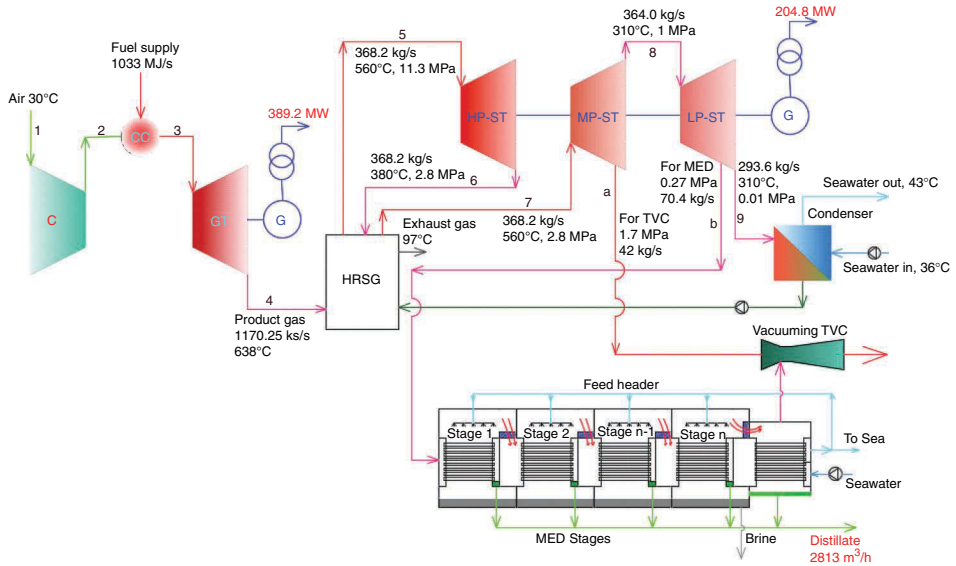 Fuel supply
1033 MJ/s
Air 30°C
1
2
CC
3
C
GT
389.2 MW
G
4
Product gas
1170.25 ks/s
638°C
5
368.2 kg/s
560°C, 11.3 MPa
HP-ST
368.2 kg/s
380°C, 2.8 MPa
6
7
368.2 kg/s
560°C, 2.8 MPa
Exhaust gas
97°C
HRSG
MP-ST
a
For TVC
1.7 MPa
42 kg/s
364.0 kg/s
310°C, 1 MPa
8
LP-ST
204.8 MW
G
For MED
0.27 MPa
70.4 kg/s
b
293.6 kg/s
310°C,
0.01 MPa
9
Seawater out, 43°C
Condenser
Seawater in, 36°C
Vacuuming TVC
Feed header
Stage 1
Stage 2
Stage n-1
Stage n
To Sea
Seawater
MED Stages
Brine
Distillate
2813 m³/h